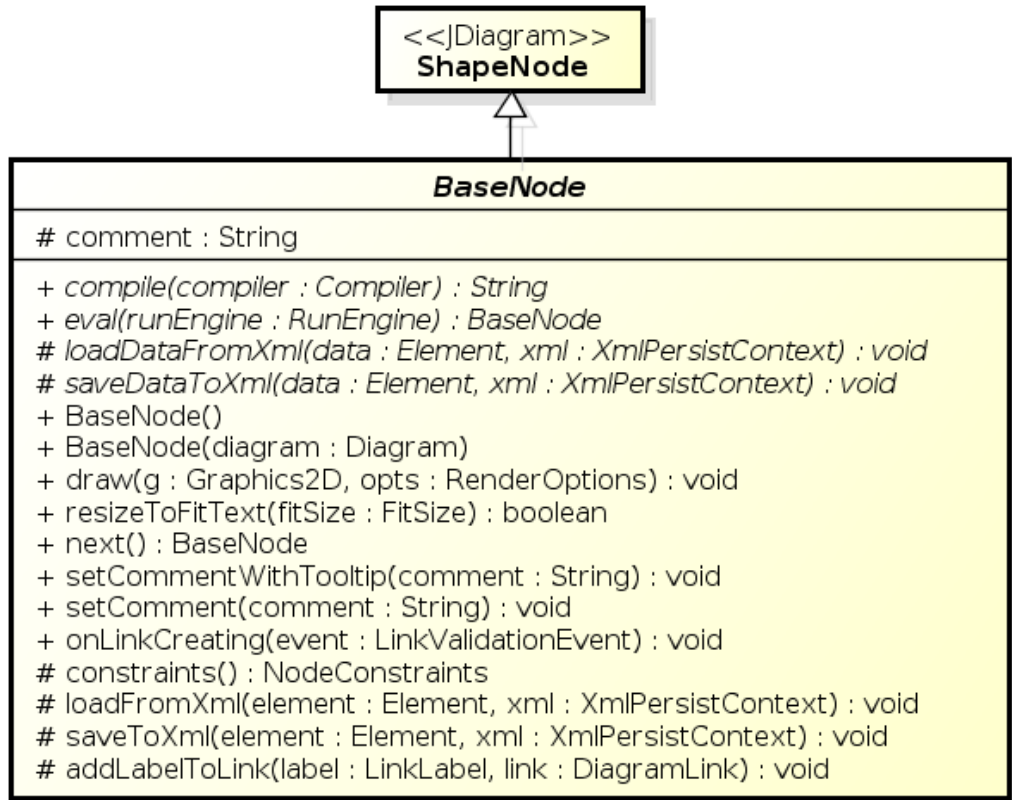 <<JDiagram>>
ShapeNode
BaseNode
# comment : String
+ compile(compiler : Compiler) : String
+ eval(runEngine : RunEngine) : BaseNode
# loadDataFromXml(data : Element, xml : XmlPersistContext) : void
# saveDataToXml(data : Element, xml : XmlPersistContext) : void
+ BaseNode()
+ BaseNode(diagram : Diagram)
+ draw(g : Graphics2D, opts : RenderOptions) : void
+ resizeToFitText(fitSize : FitSize) : boolean
+ next() : BaseNode
+ setCommentWithTooltip(comment : String) : void
+ setComment(comment : String) : void
+ onLinkCreating(event : LinkValidationEvent) : void
# constraints() : NodeConstraints
# loadFromXml(element : Element, xml : XmlPersistContext) : void
# saveToXml(element : Element, xml : XmlPersistContext) : void
# addLabelToLink(label : LinkLabel, link : DiagramLink) : void